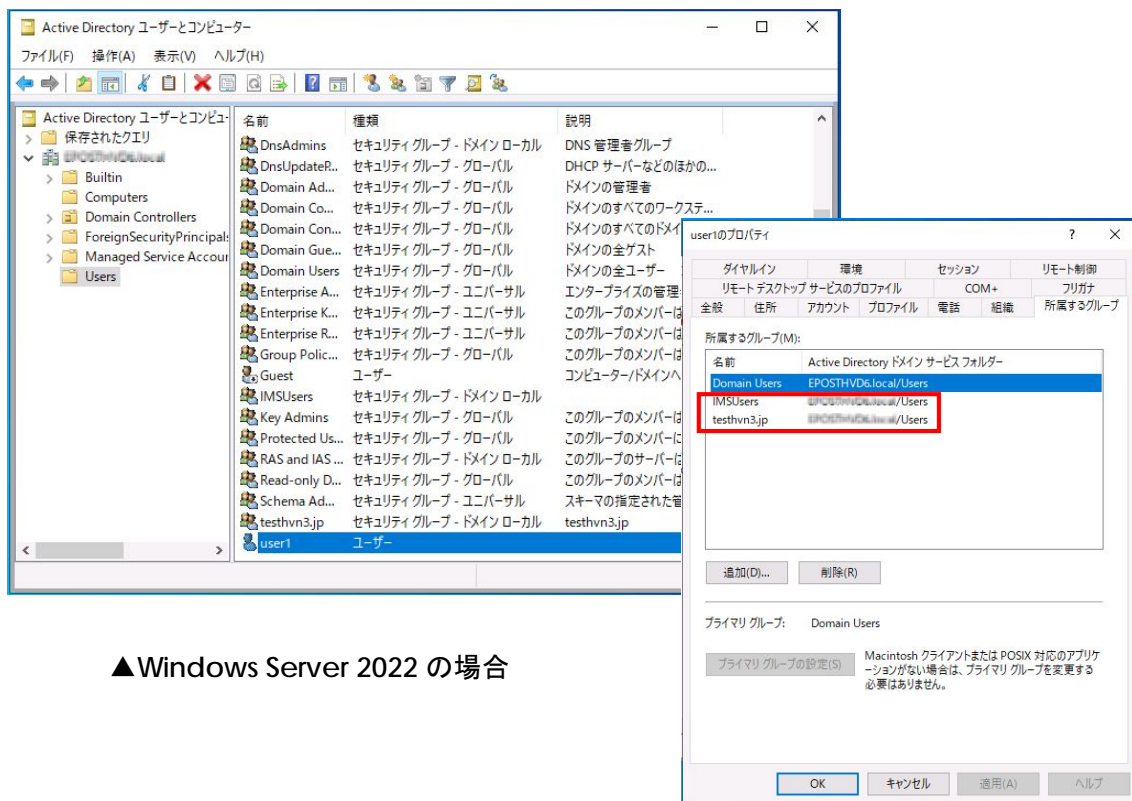 Active Directory ユーザーとコンピューター
ファイル(F) 操作(A) 表示(V) ヘルプ(H)
Active Directory ユーザーとコンピュ
保存されたクエリ
Builtin
Computers
Domain Controllers
ForeignSecurityPrincipal
Managed Service Accour
Users
名前 種類 説明
DnsAdmins セキュリティ グループ - ドメイン ローカル DNS 管理者グループ
DnsUpdateP... セキュリティ グループ - グローバル DHCP サーバーなどのほかの...
Domain Ad... セキュリティ グループ - グローバル ドメインの管理者
Domain Co... セキュリティ グループ - グローバル ドメインのすべてのワークステ...
Domain Con... セキュリティ グループ - グローバル ドメインのすべてのドメイ
Domain Gue... セキュリティ グループ - グローバル ドメインの全ゲスト
Domain Users セキュリティ グループ - グローバル ドメインの全ユーザー
Enterprise A... セキュリティ グループ - ユニバーサル エンタープライズの管理
Enterprise K... セキュリティ グループ - ユニバーサル このグループのメンバーは
Enterprise R... セキュリティ グループ - ユニバーサル このグループのメンバーは
Group Polic... セキュリティ グループ - グローバル このグループのメンバーは
Guest ユーザー コンピューター/ドメインへ
IMSUsers セキュリティ グループ - ドメイン ローカル
Key Admins セキュリティ グループ - グローバル このグループのメンバーは
Protected Us... セキュリティ グループ - グローバル このグループのメンバーに
RAS and IAS ... セキュリティ グループ - ドメイン ローカル このグループのサーバーは
Read-only D... セキュリティ グループ - グローバル このグループのメンバーは
Schema Ad... セキュリティ グループ - ユニバーサル スキーマの指定された管
testhvn3.jp セキュリティ グループ - ドメイン ローカル testhvn3.jp
user1 ユーザー
user1のプロパティ
ダイヤルイン 環境 セッション リモート制御
リモート デスクトップ サービスのプロファイル COM+ フリガナ
全般 住所 アカウント プロファイル 電話 組織 所属するグループ
所属するグループ(M):
名前 Active Directory ドメイン サービス フォルダー
Domain Users EPOSTHVD6.local/Users
IMSUsers /Users
testhvn3.jp /Users
追加(D)... 削除(R)
プライマリ グループ: Domain Users
プライマリ グループの設定(S)
Macintosh クライアントまたは POSIX 対応のアプリケ
ーションがない場合は、プライマリ グループを変更する
必要はありません。
OK キャンセル 適用(A) ヘルプ
▲Windows Server 2022 の場合